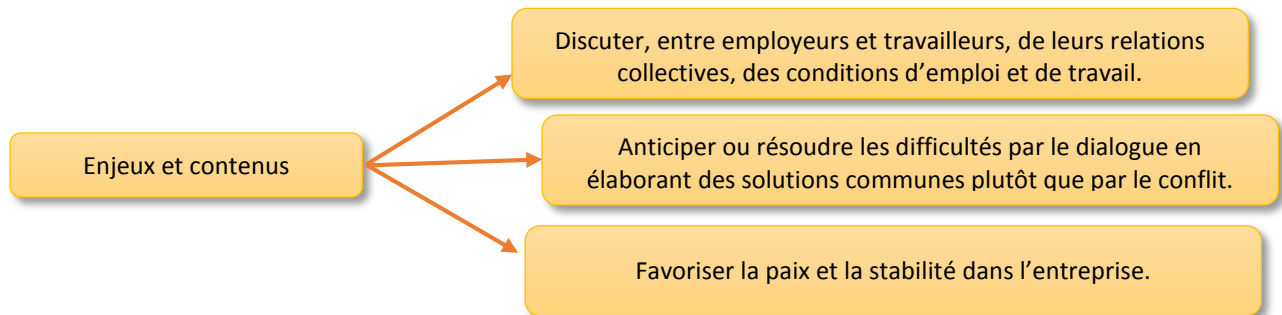 Discuter, entre employeurs et travailleurs, de leurs relations
collectives, des conditions d’emploi et de travail.
Enjeux et contenus
Anticiper ou résoudre les difficultés par le dialogue en
élaborant des solutions communes plutôt que par le conflit.
Favoriser la paix et la stabilité dans l’entreprise.